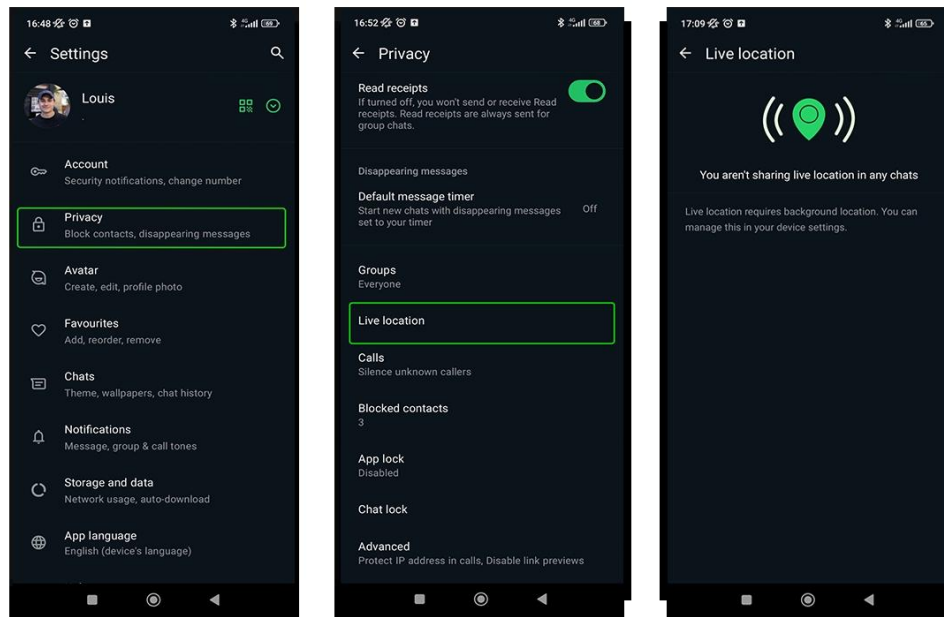 16:48
4G
69
Settings
Louis
Account
Security notifications, change number
Privacy
Block contacts, disappearing messages
Avatar
Create, edit, profile photo
Favourites
Add, reorder, remove
Chats
Theme, wallpapers, chat history
Notifications
Message, group & call tones
Storage and data
Network usage, auto-download
App language
English (device's language)
16:52
4G
68
Privacy
Read receipts
If turned off, you won't send or receive Read
receipts. Read receipts are always sent for
group chats.
Disappearing messages
Default message timer
Start new chats with disappearing messages
set to your timer
Off
Groups
Everyone
Live location
Calls
Silence unknown callers
Blocked contacts
3
App lock
Disabled
Chat lock
Advanced
Protect IP address in calls, Disable link previews
17:09
4G
Live location
You aren't sharing live location in any chats
Live location requires background location. You can
manage this in your device settings.